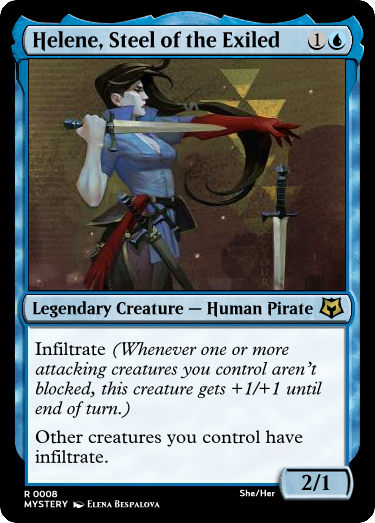 Helene, Steel of the Exiled 1
Legendary Creature — Human Pirate
Infiltrate (Whenever one or more
attacking creatures you control aren't
blocked, this creature gets +1/+1 until
end of turn.)
Other creatures you control have
infiltrate.
2/1
R 0008 She/Her
MYSTERY Elena Bespalova